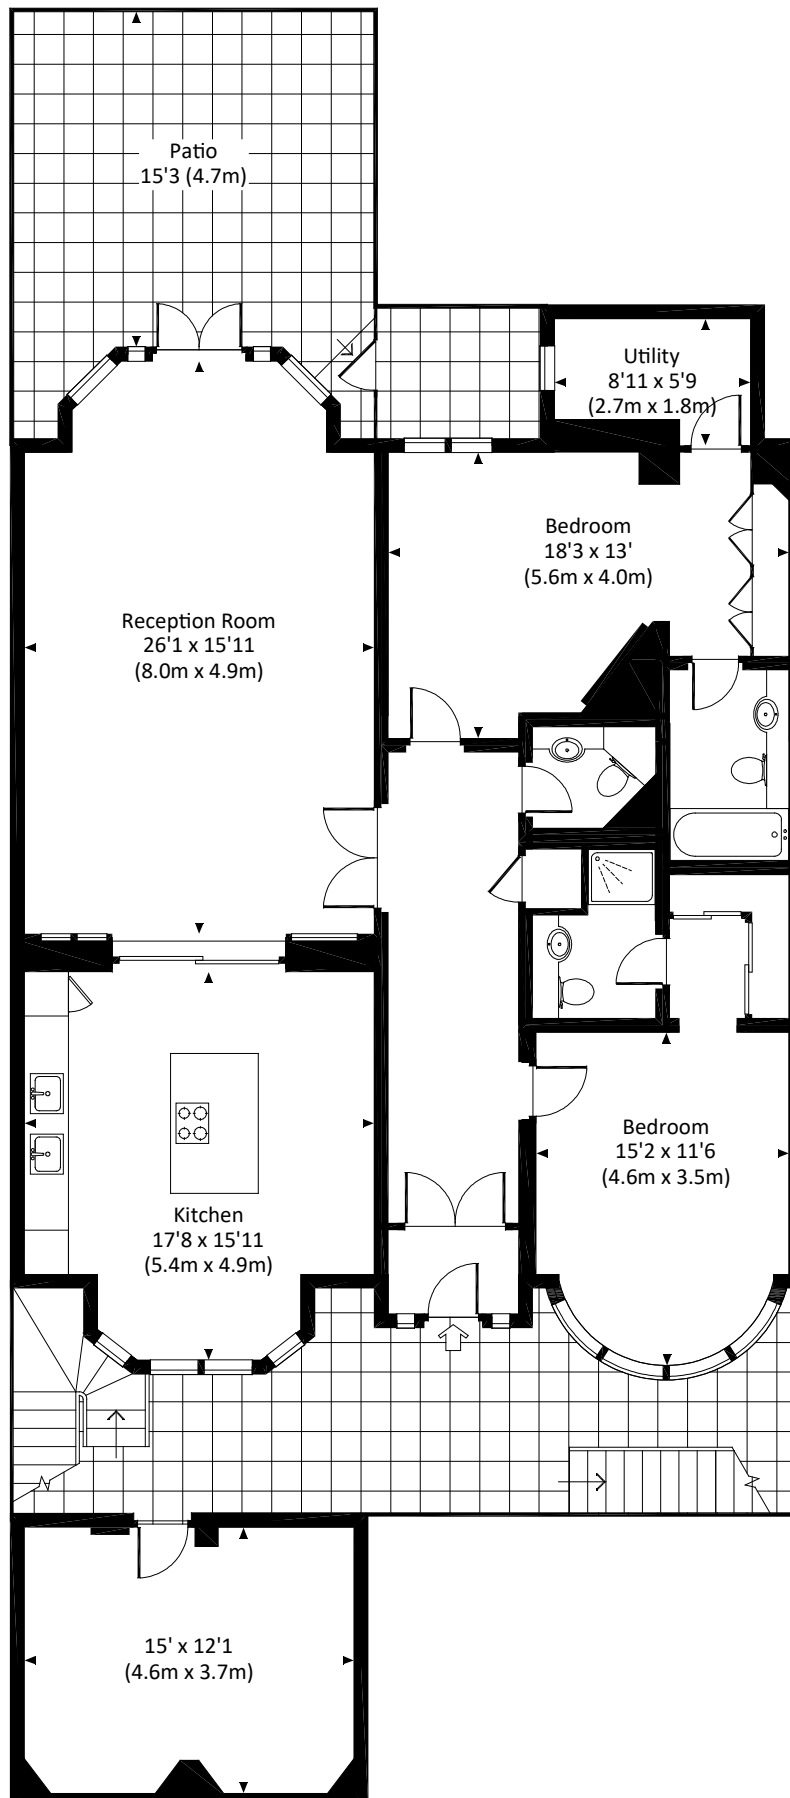 Patio
15'3 (4.7m)
Utility
8'11 x 5'9
(2.7m x 1.8m)
Bedroom
18'3 x 13'
(5.6m x 4.0m)
Reception Room
26'1 x 15'11
(8.0m x 4.9m)
Bedroom
15'2 x 11'6
(4.6m x 3.5m)
Kitchen
17'8 x 15'11
(5.4m x 4.9m)
15' x 12'1
(4.6m x 3.7m)